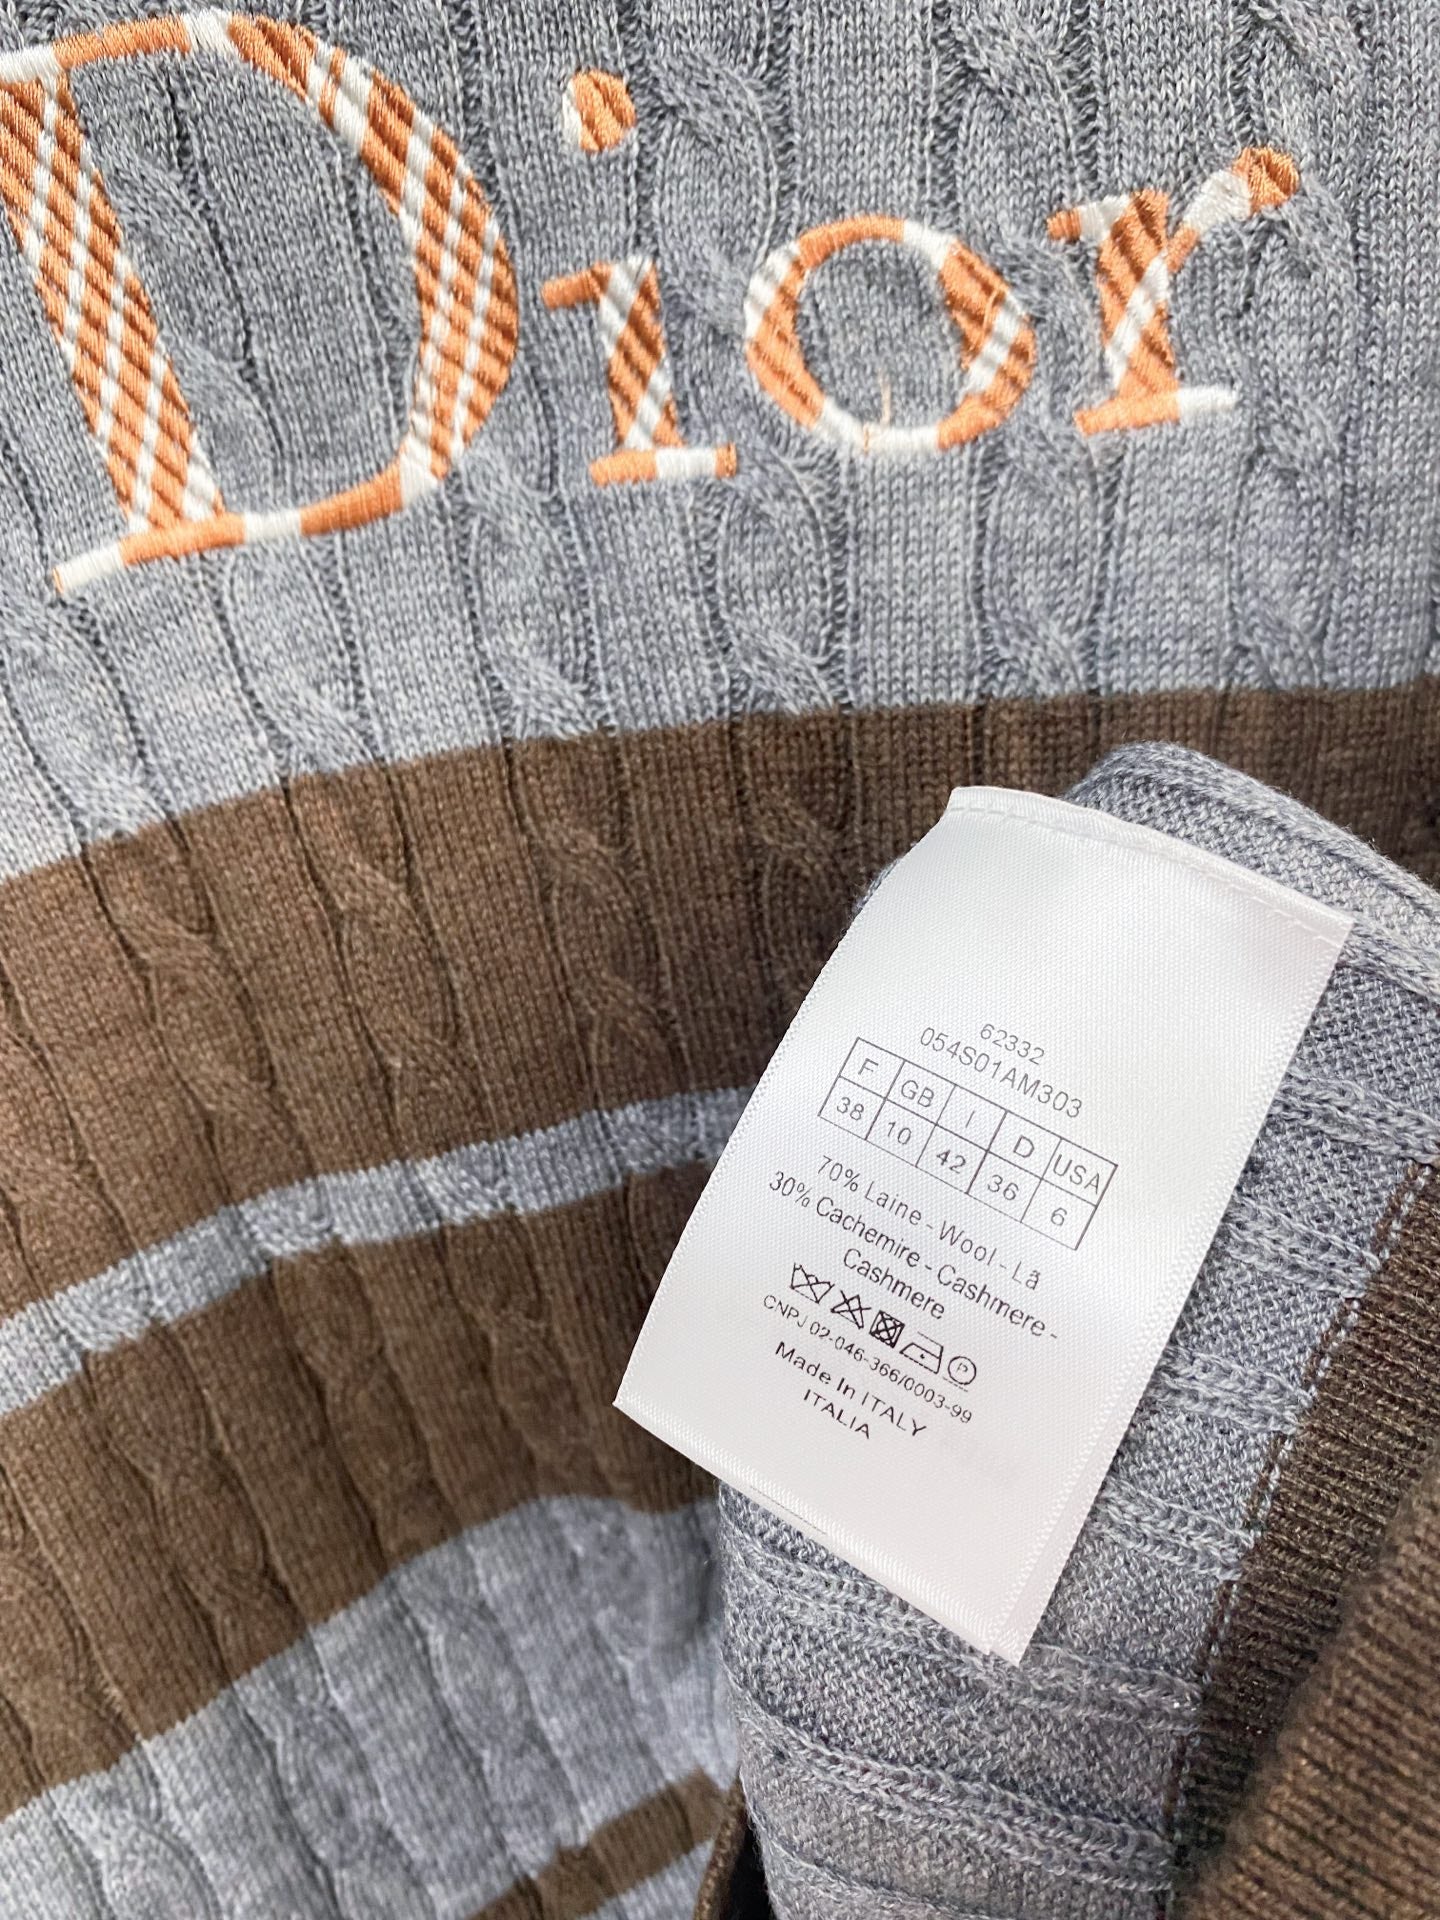 Dior
62332
054S01AM303
F GB I D USA
38 10 42 36 6
70% Laine - Wool - Lã
30% Cachemire - Cashmere -
Cashmere
P
CNPJ 02-046-366/0003-99
Made In ITALY
ITALIA